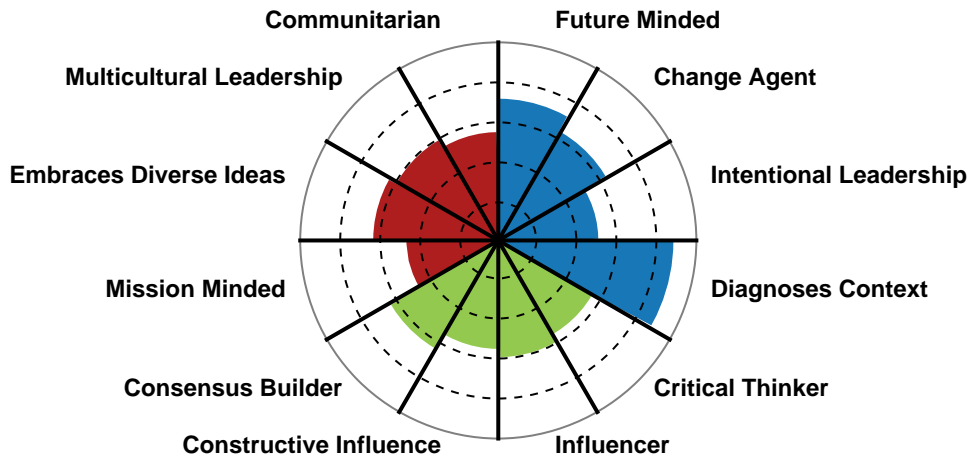 Communitarian
Future Minded
Multicultural Leadership
Change Agent
Embraces Diverse Ideas
Intentional Leadership
Mission Minded
Diagnoses Context
Consensus Builder
Critical Thinker
Constructive Influence
Influencer